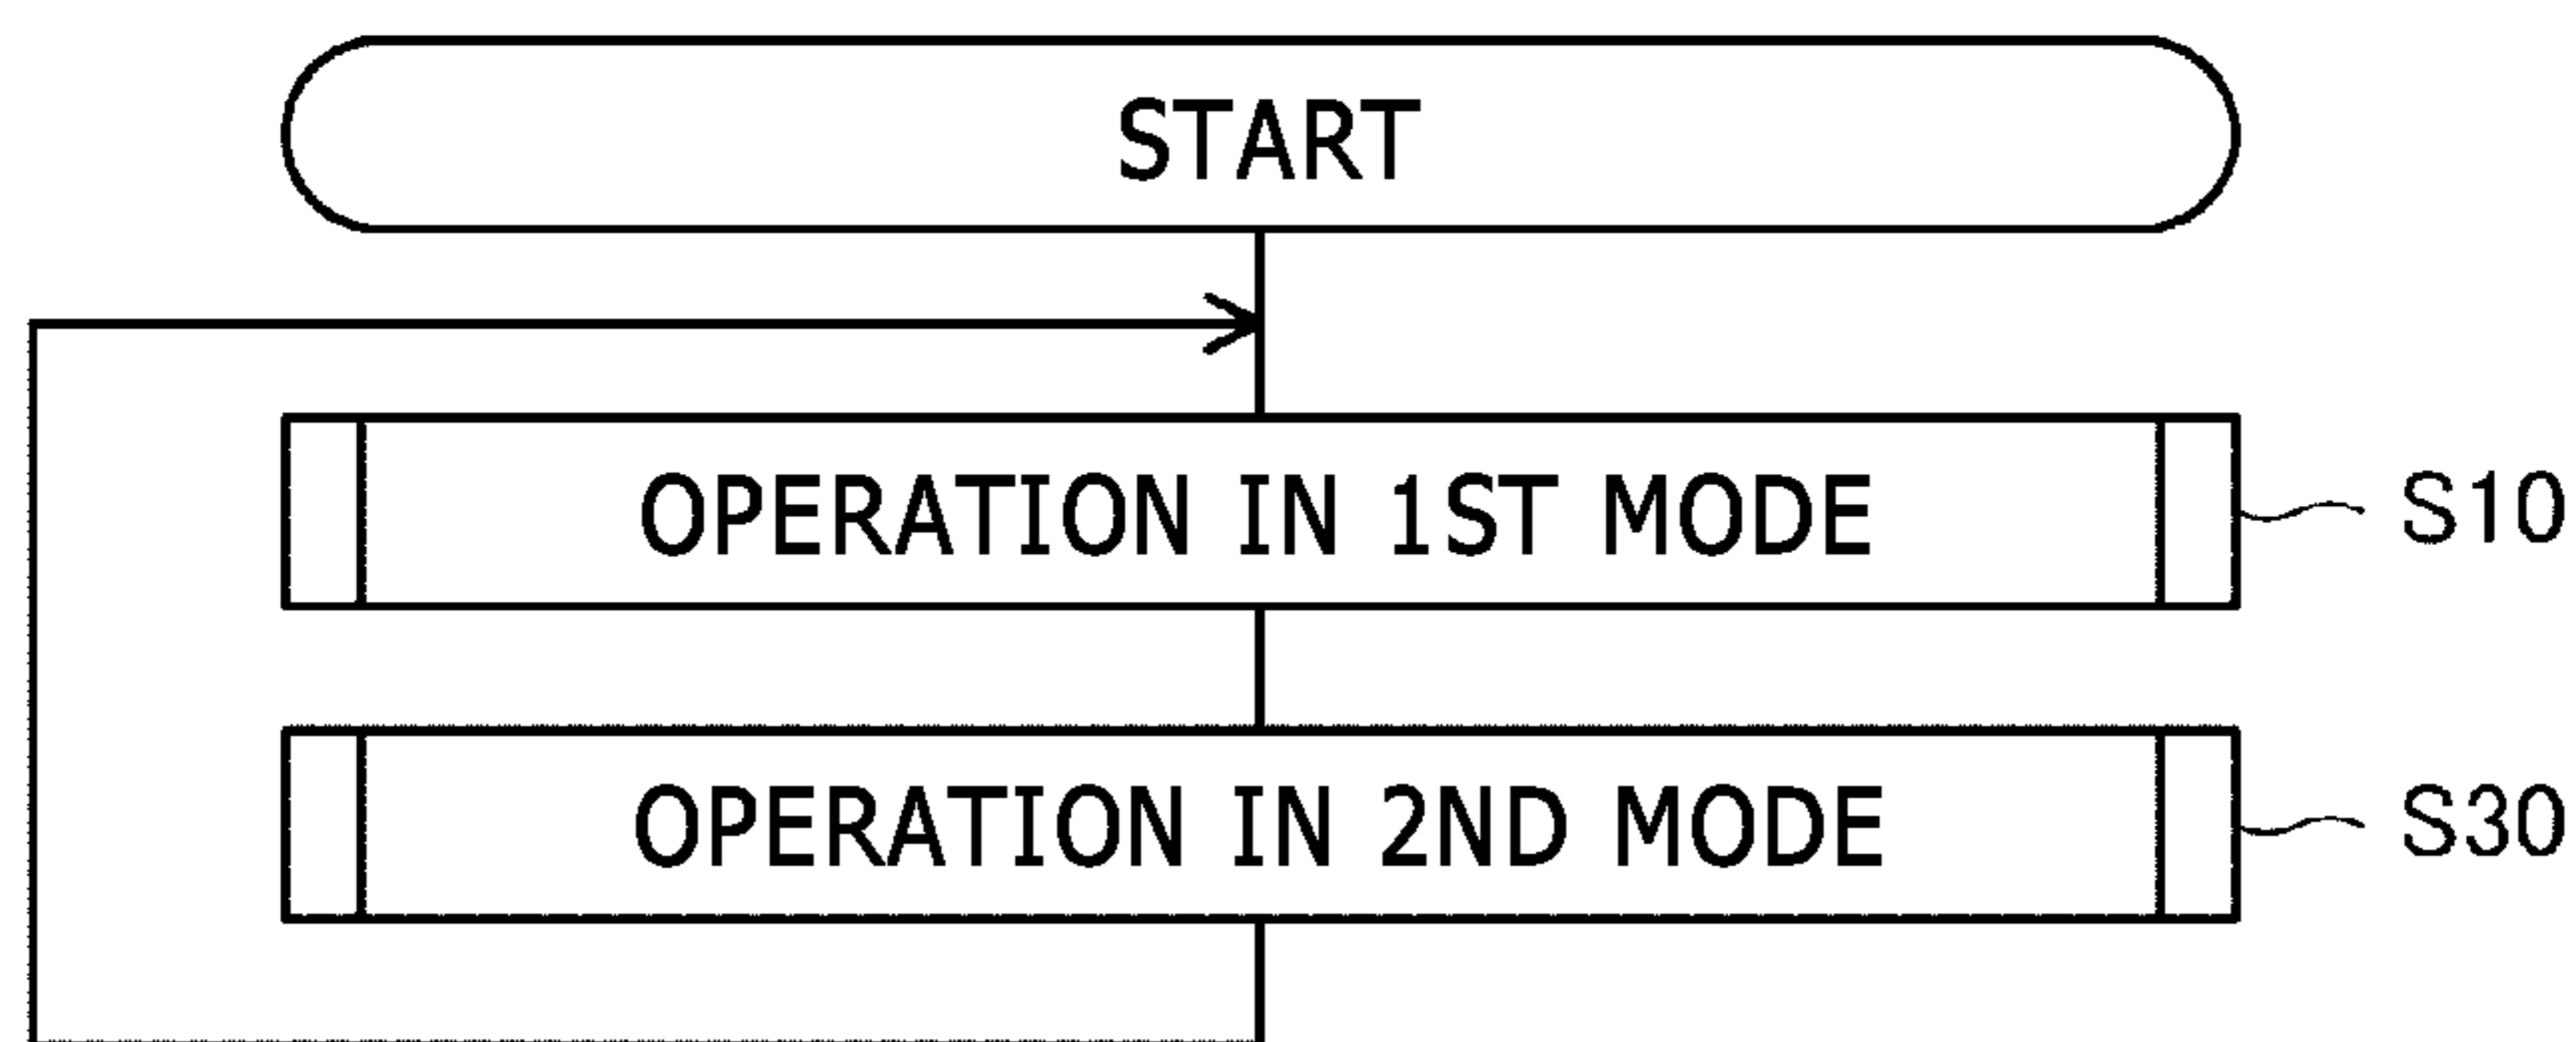 START
OPERATION IN 1ST MODE S10
OPERATION IN 2ND MODE S30